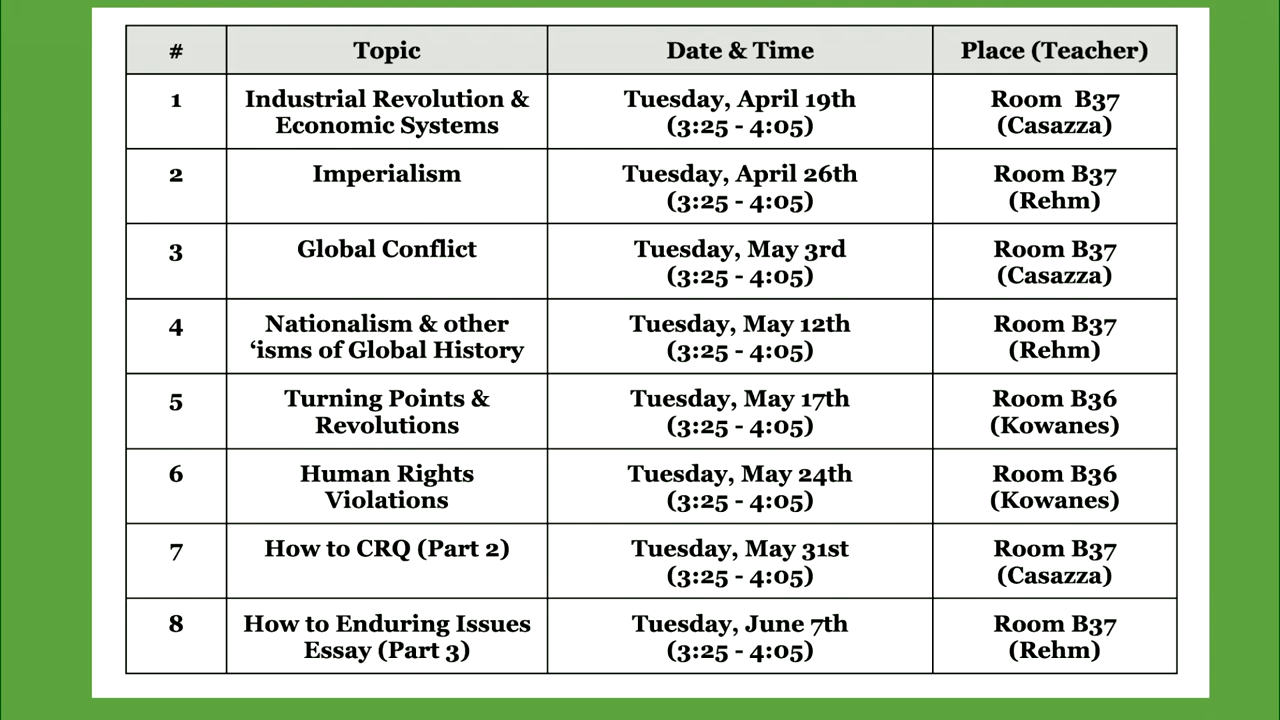 # Topic Date & Time Place (Teacher)
1 Industrial Revolution & Tuesday, April 19th Room B37
Economic Systems (3:25 - 4:05) (Casazza)
2 Imperialism Tuesday, April 26th Room B37
(3:25 - 4:05) (Rehm)
3 Global Conflict Tuesday, May 3rd Room B37
(3:25 - 4:05) (Casazza)
4 Nationalism & other Tuesday, May 12th Room B37
‘isms of Global History (3:25 - 4:05) (Rehm)
5 Turning Points & Tuesday, May 17th Room B36
Revolutions (3:25 - 4:05) (Kowanes)
6 Human Rights Tuesday, May 24th Room B36
Violations (3:25 - 4:05) (Kowanes)
7 How to CRQ (Part 2) Tuesday, May 31st Room B37
(3:25 - 4:05) (Casazza)
8 How to Enduring Issues Tuesday, June 7th Room B37
Essay (Part 3) (3:25 - 4:05) (Rehm)